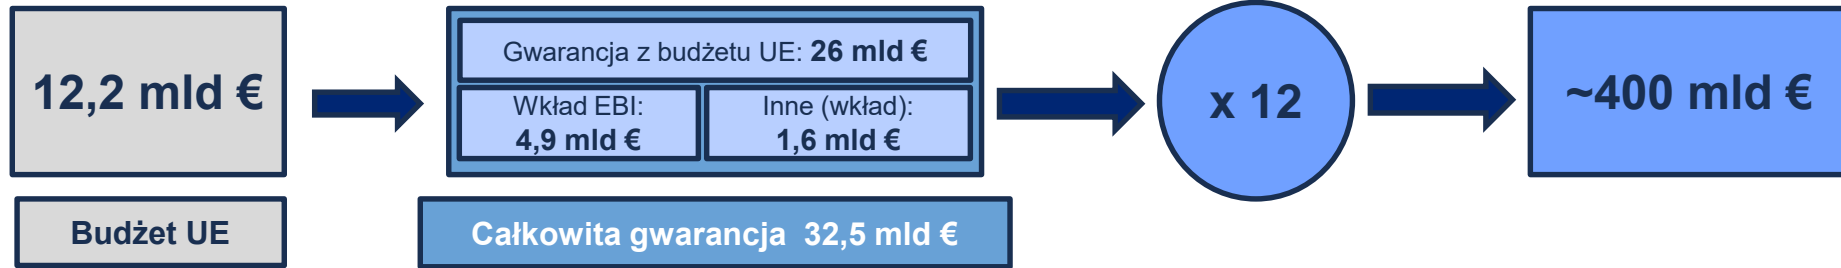 12,2 mld €
Budżet UE
Gwarancja z budżetu UE: 26 mld €
Wkład EBI:
4,9 mld €
Inne (wkład):
1,6 mld €
Całkowita gwarancja 32,5 mld €
x 12
~400 mld €